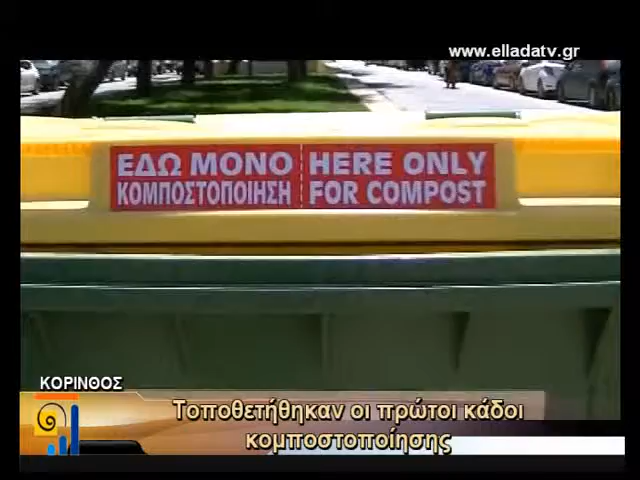 www.elladatv.gr
ΕΔΩ ΜΟΝΟ
ΚΟΜΠΟΣΤΟΠΟΙΗΣΗ
HERE ONLY
FOR COMPOST
ΚΟΡΙΝΘΟΣ
Τοποθετήθηκαν οι πρώτοι κάδοι
κομποστοποίησης